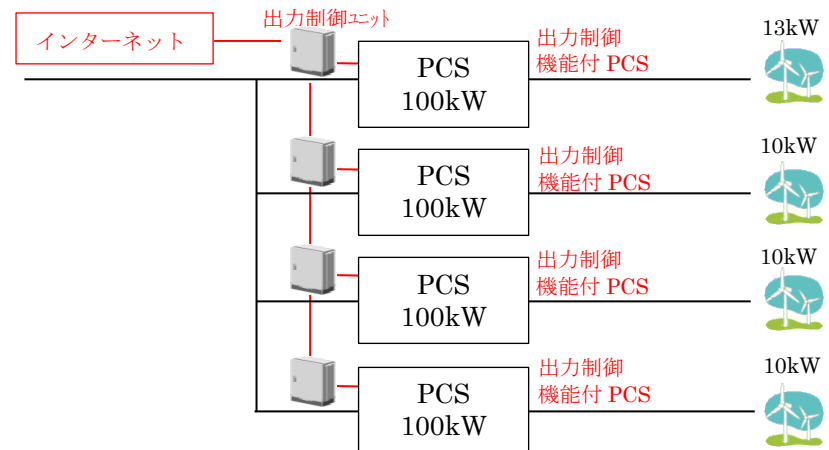 出力制御ユニット
インターネット
PCS
100kW
出力制御
機能付 PCS
13kW
PCS
100kW
出力制御
機能付 PCS
10kW
PCS
100kW
出力制御
機能付 PCS
10kW
PCS
100kW
出力制御
機能付 PCS
10kW